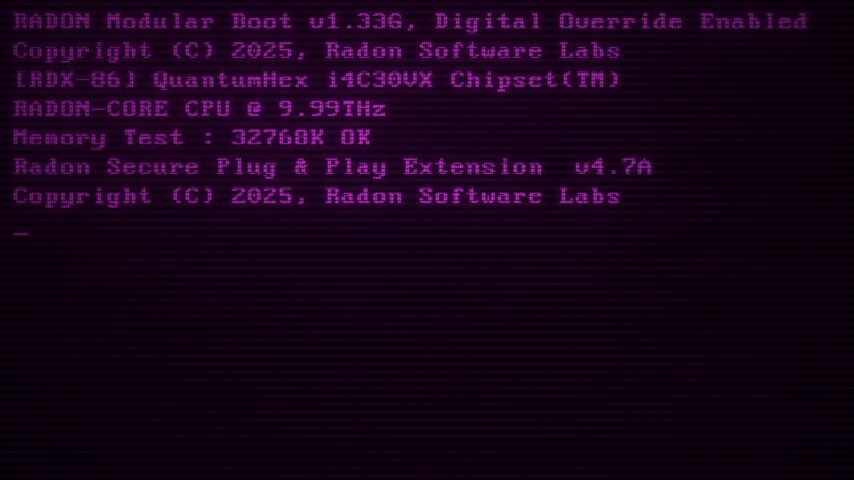 RADON Modular Boot v1.33G, Digital Override Enabled
Copyright (C) 2025, Radon Software Labs
[RDX-86] QuantumHex i4C30VX Chipset(TM)
RADON-CORE CPU @ 9.99THz
Memory Test : 32768K OK
Radon Secure Plug & Play Extension  v4.7A
Copyright (C) 2025, Radon Software Labs
_